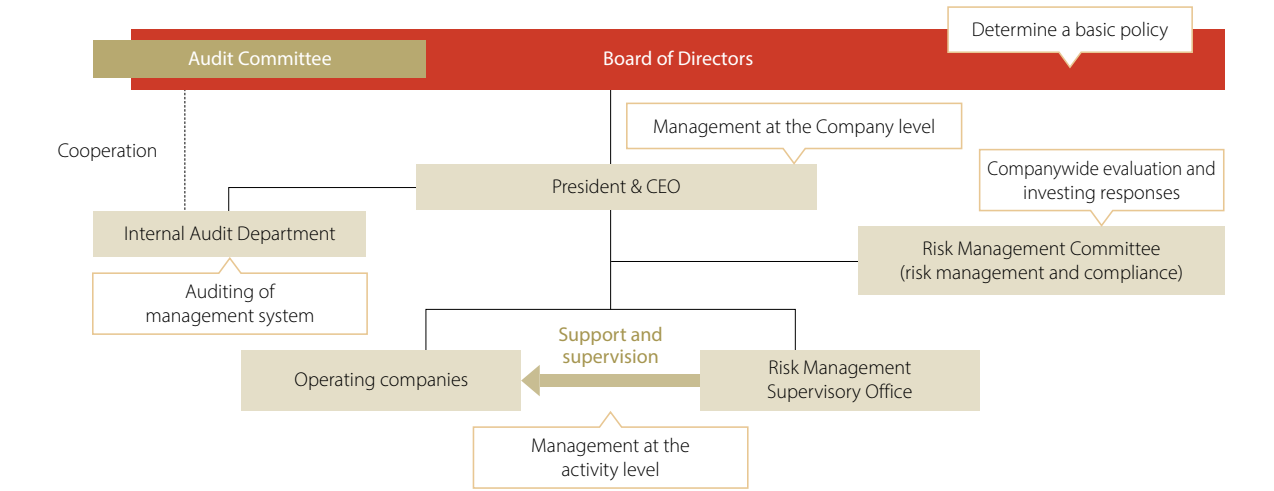 Determine a basic policy
Audit Committee
Board of Directors
Management at the Company level
Cooperation
Companywide evaluation and
investing responses
President & CEO
Internal Audit Department
Risk Management Committee
(risk management and compliance)
Auditing of
management system
Support and
supervision
Operating companies
Risk Management
Supervisory Office
Management at the
activity level